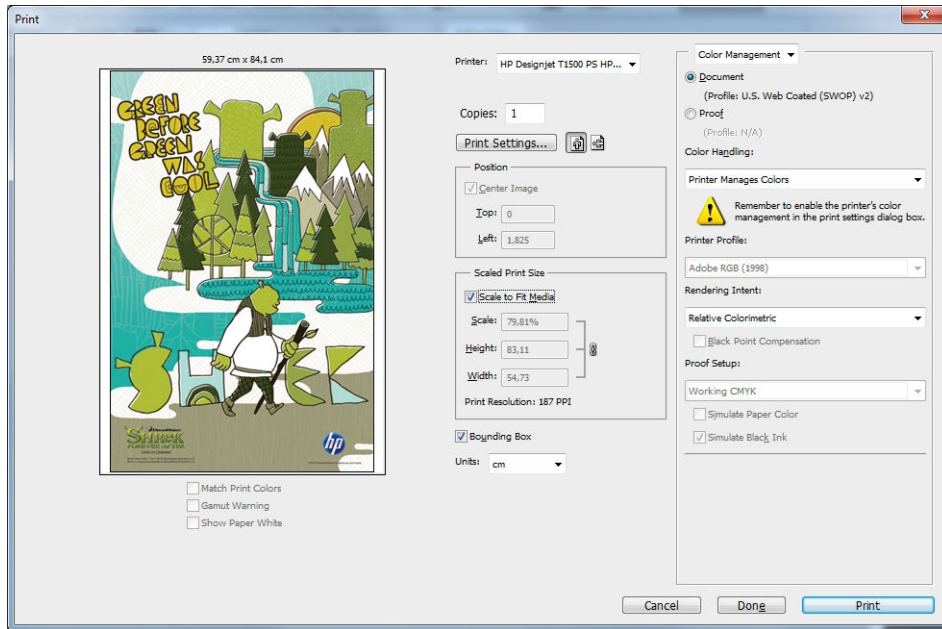 Print
59,37 cm x 84,1 cm
GREEN
BEFORE
GREEN
WAS
COOL
SHREK
DREAMWORKS
SHREK
FOREVER AFTER
hp
Match Print Colors
Gamut Warning
Show Paper White
Printer: HP Designjet T1500 PS HP...
Copies: 1
Print Settings...
Position
Center Image
Top: 0
Left: 1,825
Scaled Print Size
Scale to Fit Media
Scale: 79,81%
Height: 83,11
Width: 54,73
Print Resolution: 187 PPI
Bounding Box
Units: cm
Color Management
Document
(Profile: U.S. Web Coated (SWOP) v2)
Proof
(Profile: N/A)
Color Handling:
Printer Manages Colors
Remember to enable the printer's color
management in the print settings dialog box.
Printer Profile:
Adobe RGB (1998)
Rendering Intent:
Relative Colorimetric
Black Point Compensation
Proof Setup:
Working CMYK
Simulate Paper Color
Simulate Black Ink
Cancel
Done
Print